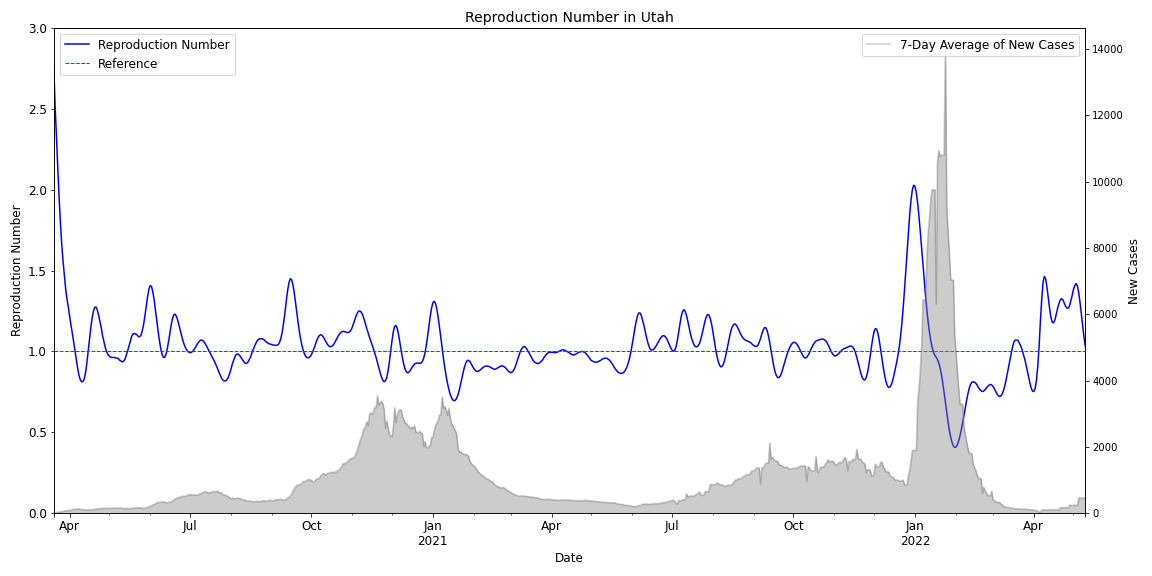 Reproduction Number in Utah
Reproduction Number
Reference
7-Day Average of New Cases
3.0
2.5
2.0
1.5
1.0
0.5
0.0
Reproduction Number
14000
12000
10000
8000
6000
4000
2000
0
New Cases
Apr
Jul
Oct
Jan
2021
Apr
Jul
Oct
Jan
2022
Apr
Date